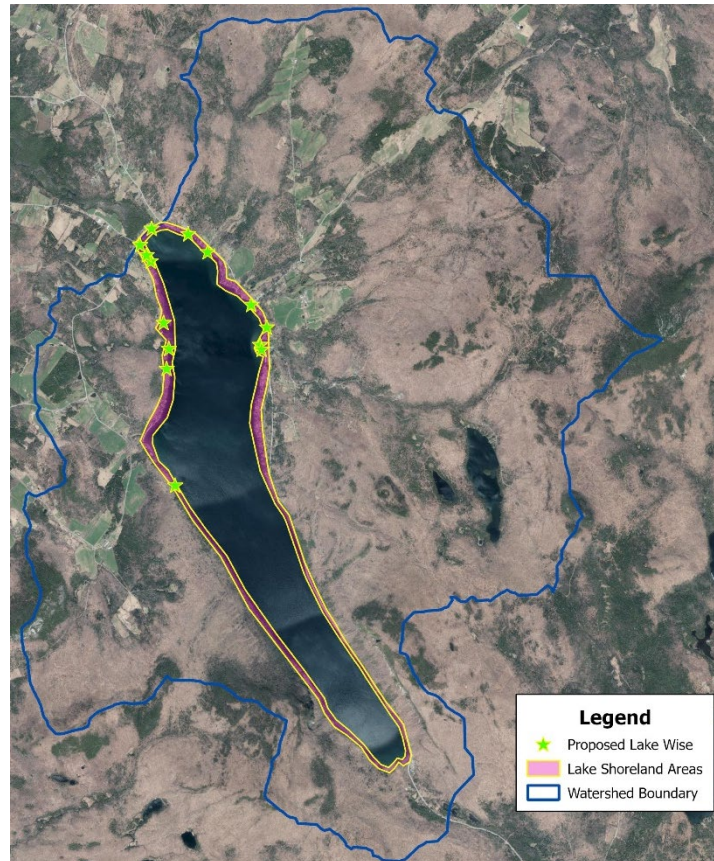 Legend
Proposed Lake Wise
Lake Shoreland Areas
Watershed Boundary